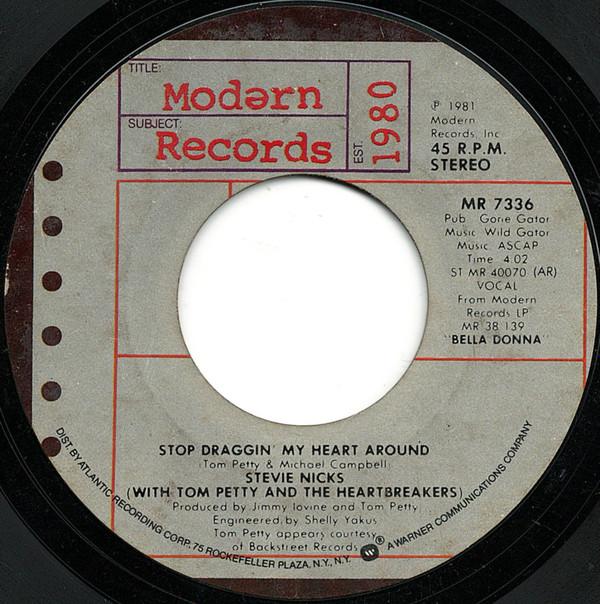 TITLE:
Modərn
SUBJECT:
Records
EST.
1980
℗ 1981
Modern
Records, Inc
45 R.P.M.
STEREO
MR 7336
Pub. Gone Gator
Music Wild Gator
Music. ASCAP
Time 4:02
ST MR 40070 (AR)
VOCAL
From Modern
Records LP
MR 38 139
"BELLA DONNA"
STOP DRAGGIN' MY HEART AROUND
(Tom Petty & Michael Campbell)
STEVIE NICKS
(WITH TOM PETTY AND THE HEARTBREAKERS)
Produced by Jimmy Iovine and Tom Petty
Engineered by Shelly Yakus
Tom Petty appears courtesy
of Backstreet Records
DIST. BY ATLANTIC RECORDING CORP. 75 ROCKEFELLER PLAZA, N.Y., N.Y. W ® A WARNER COMMUNICATIONS COMPANY